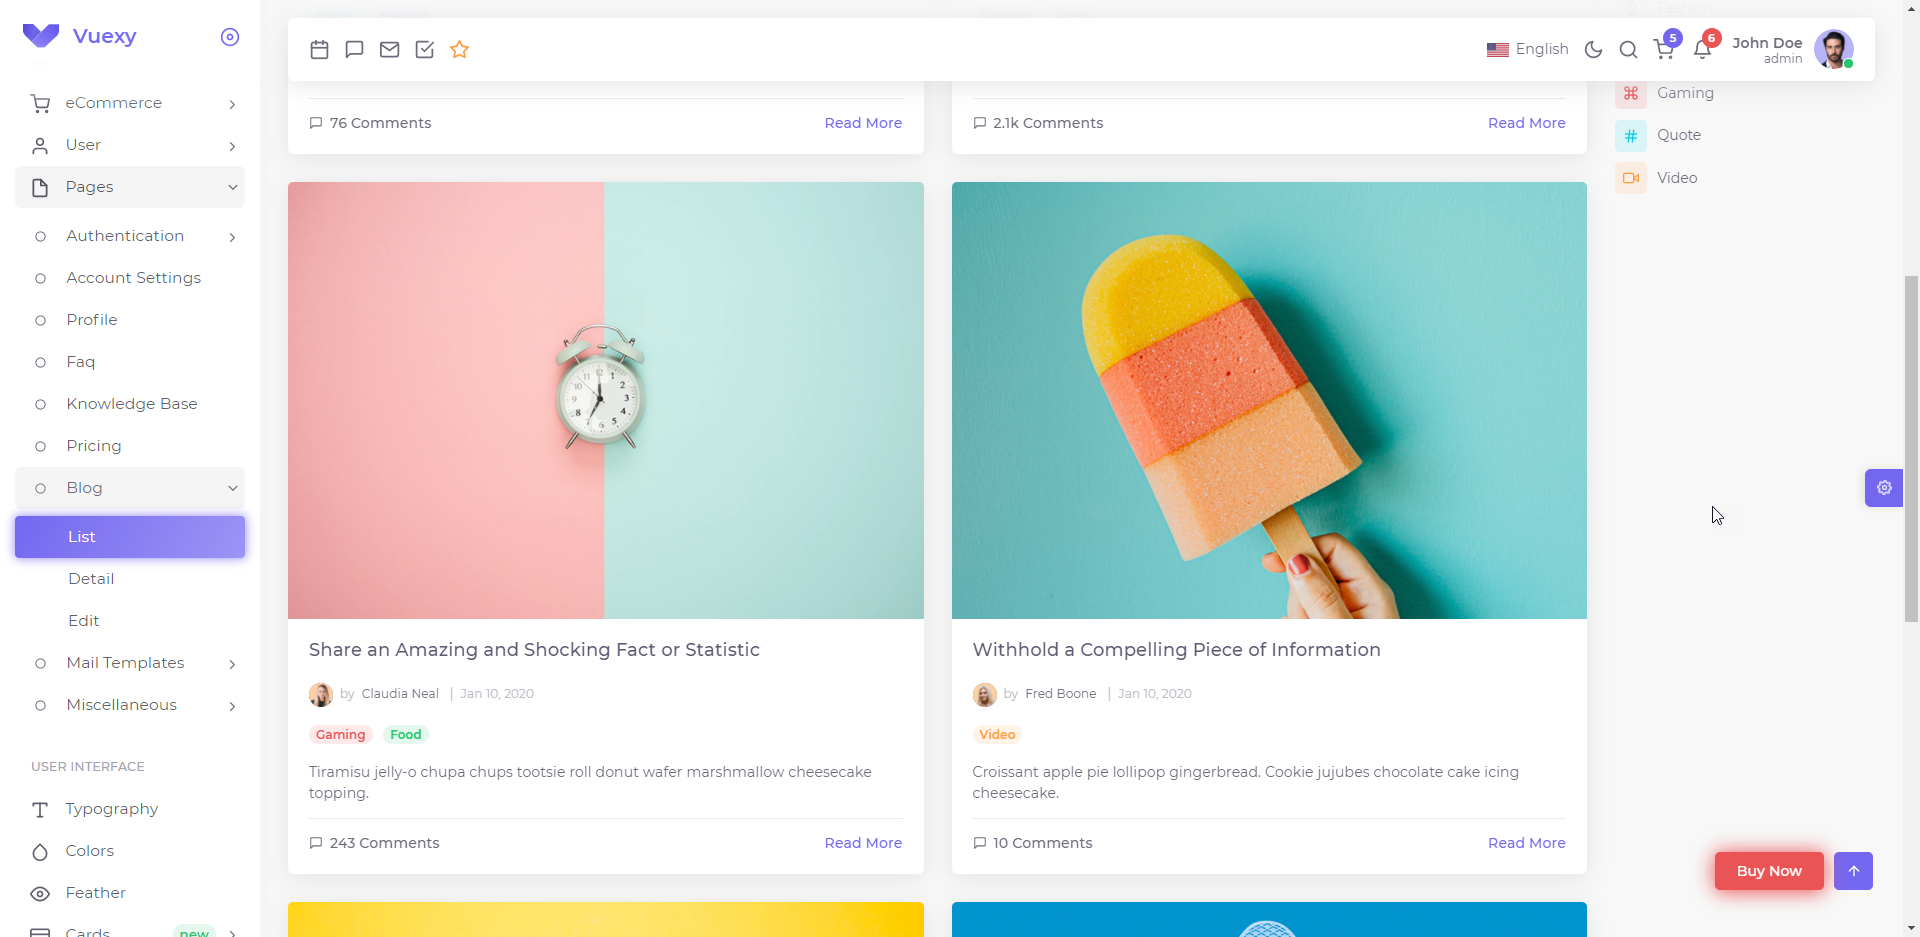 Vuexy
eCommerce
User
Pages
Authentication
Account Settings
Profile
Faq
Knowledge Base
Pricing
Blog
List
Detail
Edit
Mail Templates
Miscellaneous
USER INTERFACE
Typography
Colors
Feather
Cards
new
English
5
6
John Doe
admin
76 Comments
Read More
2.1k Comments
Read More
Fashion
Gaming
Quote
Video
Share an Amazing and Shocking Fact or Statistic
by Claudia Neal | Jan 10, 2020
Gaming Food
Tiramisu jelly-o chupa chups tootsie roll donut wafer marshmallow cheesecake
topping.
243 Comments
Read More
Withhold a Compelling Piece of Information
by Fred Boone | Jan 10, 2020
Video
Croissant apple pie lollipop gingerbread. Cookie jujubes chocolate cake icing
cheesecake.
10 Comments
Read More
Buy Now